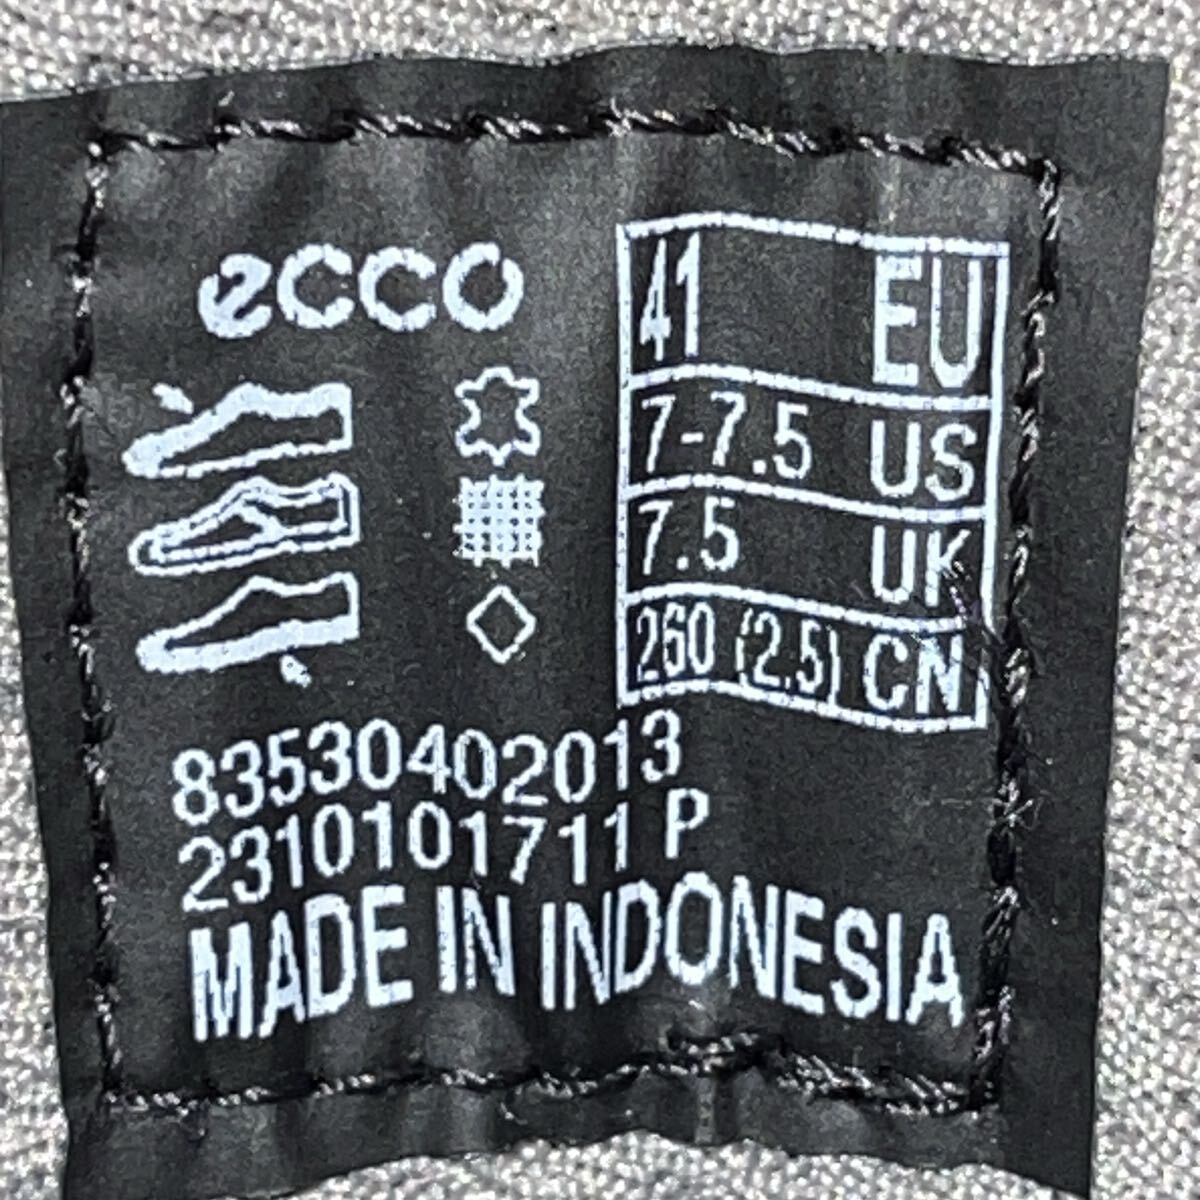 ecco
41 EU
7-7.5 US
7.5 UK
260 (2.5) CN
83530402013
2310101711 P
MADE IN INDONESIA